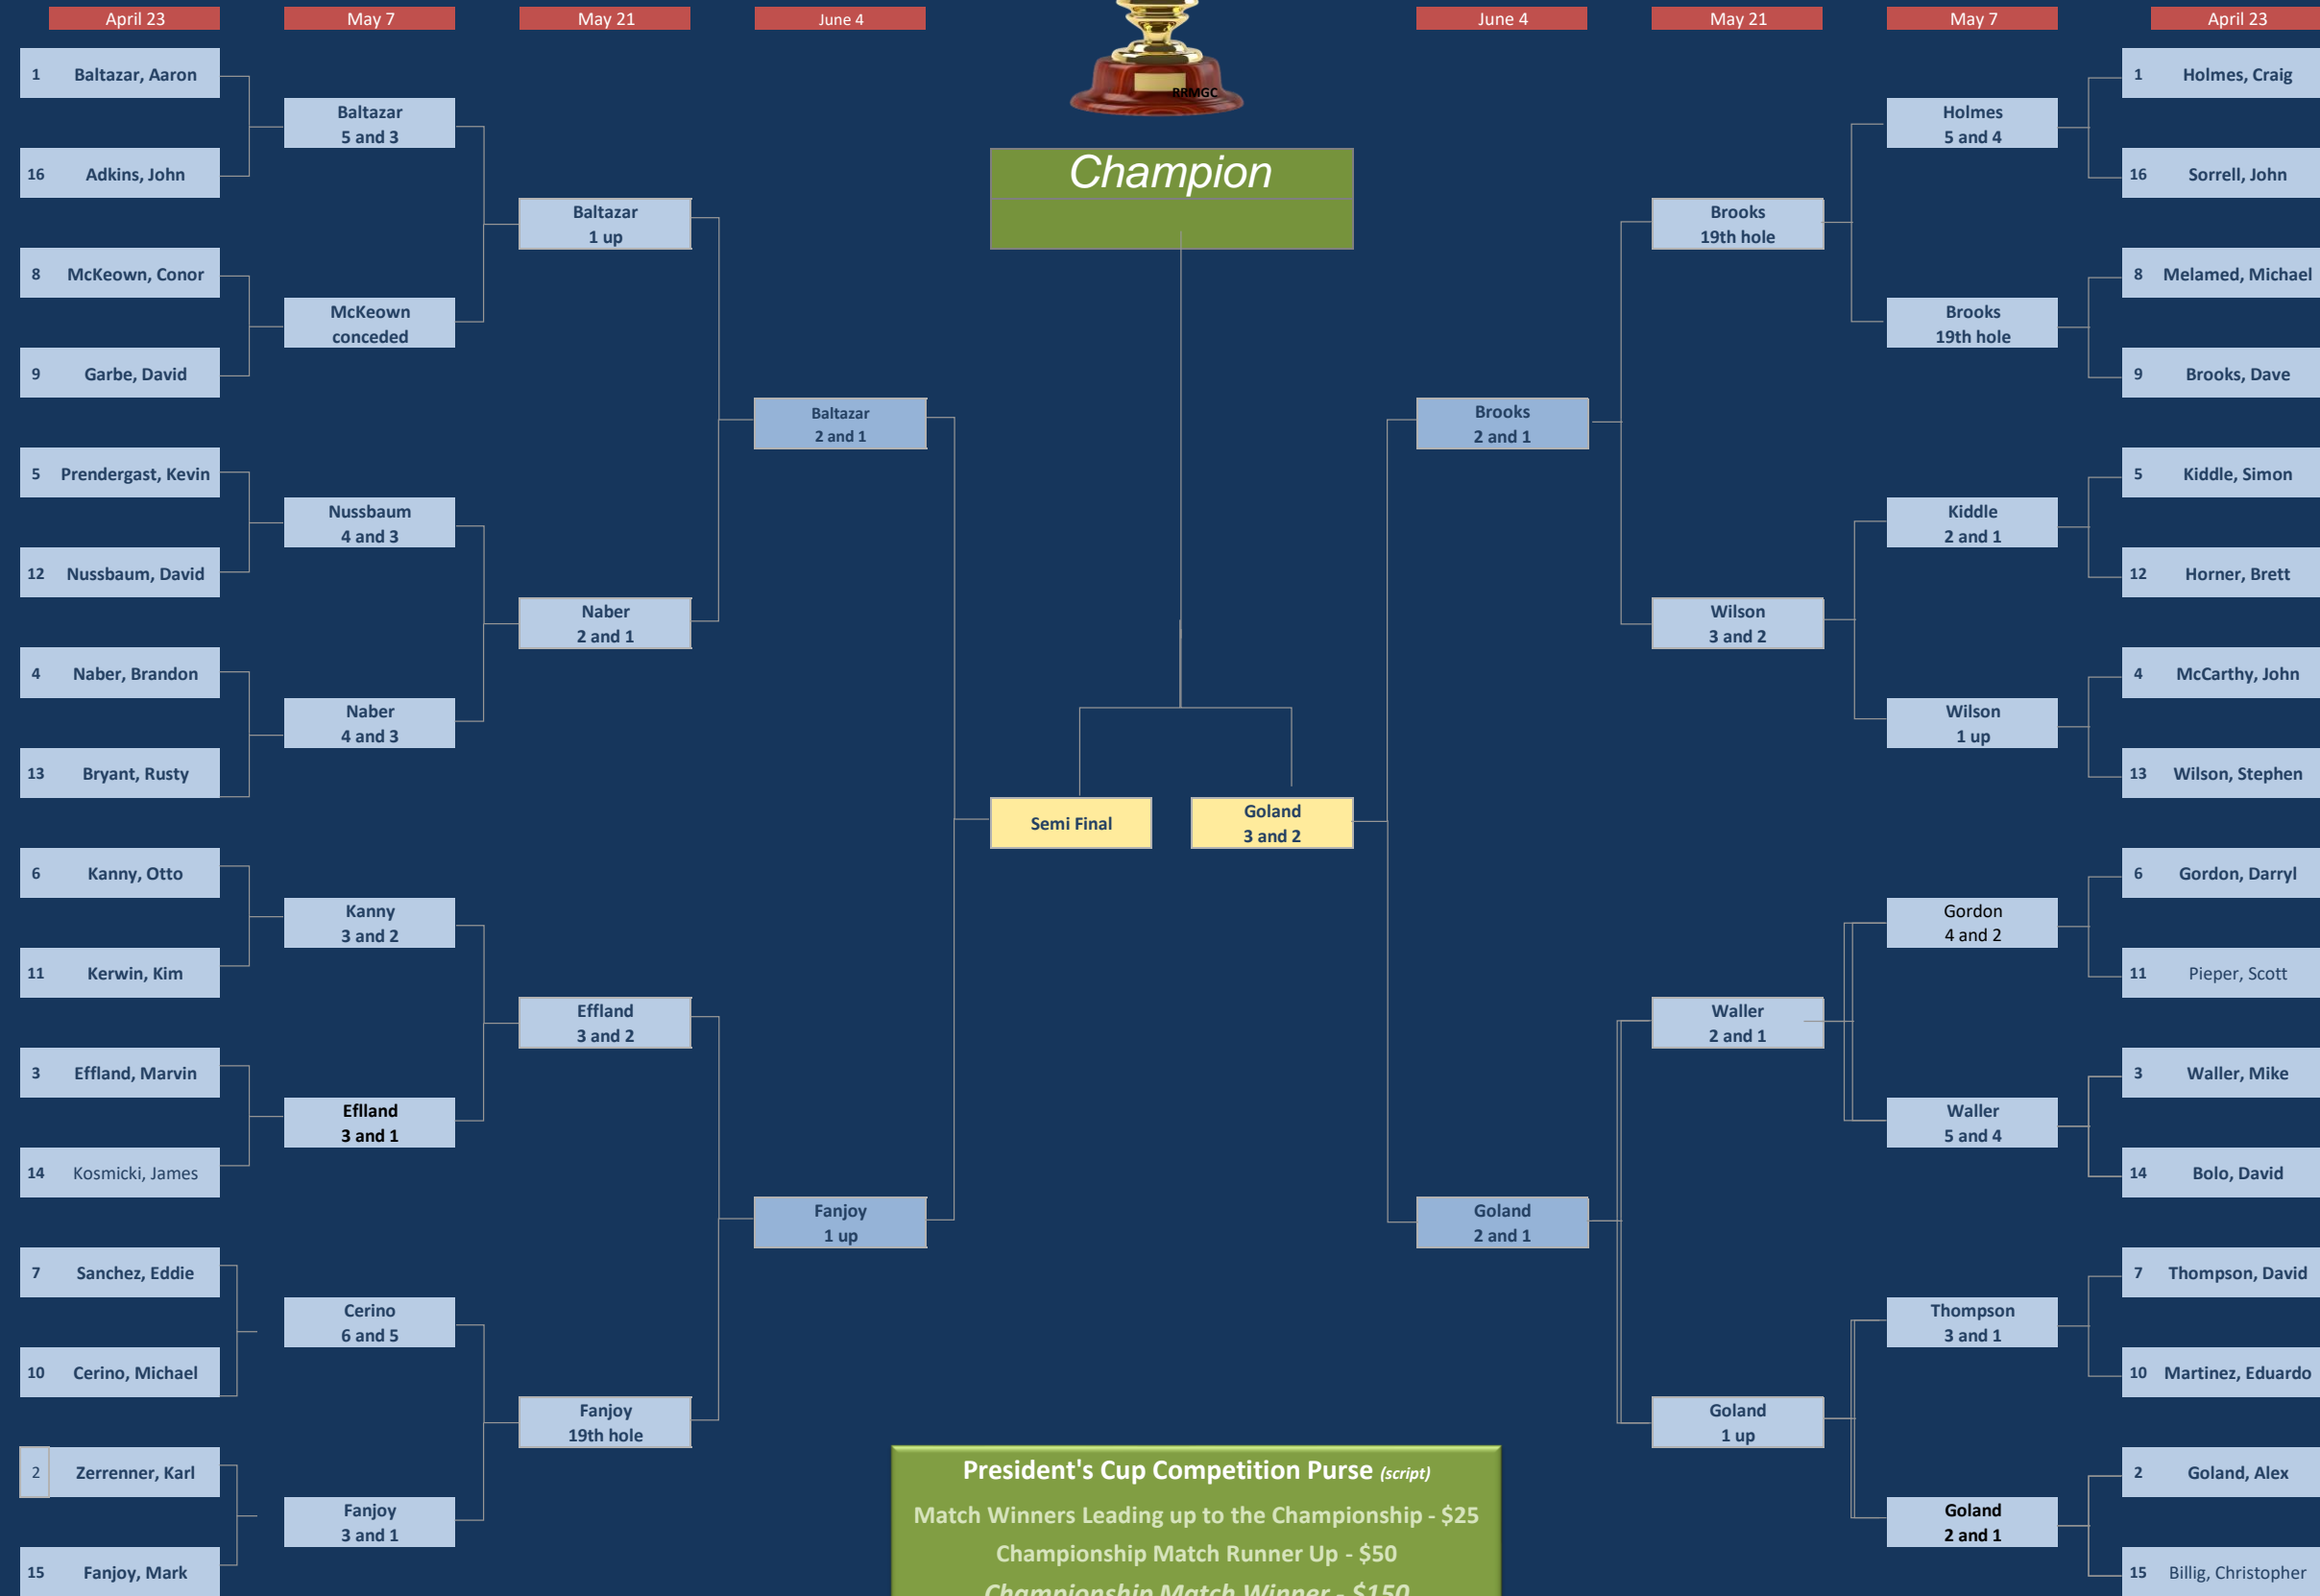 April 23
May 7
May 21
June 4
June 4
May 21
May 7
April 23
RRMGC
Champion
1 Baltazar, Aaron
16 Adkins, John
8 McKeown, Conor
9 Garbe, David
5 Prendergast, Kevin
12 Nussbaum, David
4 Naber, Brandon
13 Bryant, Rusty
6 Kanny, Otto
11 Kerwin, Kim
3 Effland, Marvin
14 Kosmicki, James
7 Sanchez, Eddie
10 Cerino, Michael
2 Zerrenner, Karl
15 Fanjoy, Mark
Baltazar
5 and 3
McKeown
conceded
Nussbaum
4 and 3
Naber
4 and 3
Kanny
3 and 2
Eflland
3 and 1
Cerino
6 and 5
Fanjoy
3 and 1
Baltazar
1 up
Naber
2 and 1
Effland
3 and 2
Fanjoy
19th hole
Baltazar
2 and 1
Fanjoy
1 up
Semi Final
Goland
3 and 2
Brooks
2 and 1
Goland
2 and 1
Brooks
19th hole
Wilson
3 and 2
Waller
2 and 1
Goland
1 up
Holmes
5 and 4
Brooks
19th hole
Kiddle
2 and 1
Wilson
1 up
Gordon
4 and 2
Waller
5 and 4
Thompson
3 and 1
Goland
2 and 1
1 Holmes, Craig
16 Sorrell, John
8 Melamed, Michael
9 Brooks, Dave
5 Kiddle, Simon
12 Horner, Brett
4 McCarthy, John
13 Wilson, Stephen
6 Gordon, Darryl
11 Pieper, Scott
3 Waller, Mike
14 Bolo, David
7 Thompson, David
10 Martinez, Eduardo
2 Goland, Alex
15 Billig, Christopher
President's Cup Competition Purse (script)
Match Winners Leading up to the Championship - $25
Championship Match Runner Up - $50
Championship Match Winner - $150